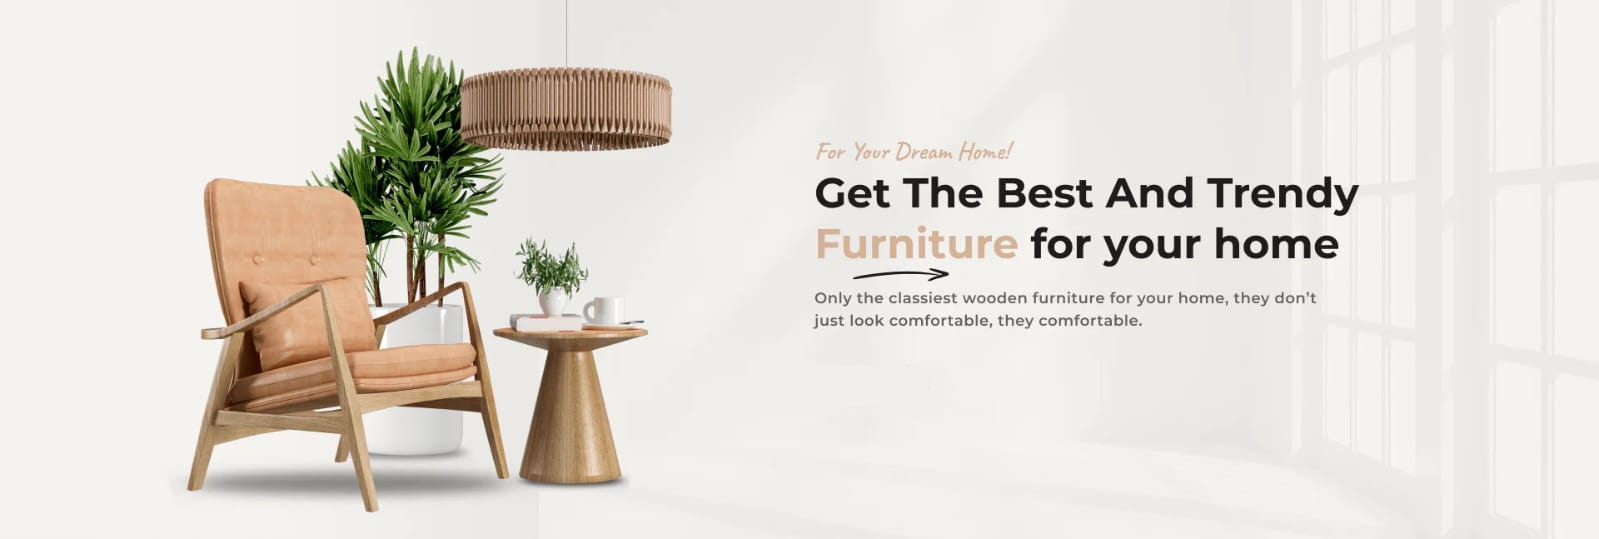 For Your Dream Home!
Get The Best And Trendy
Furniture for your home
Only the classiest wooden furniture for your home, they don’t
just look comfortable, they comfortable.